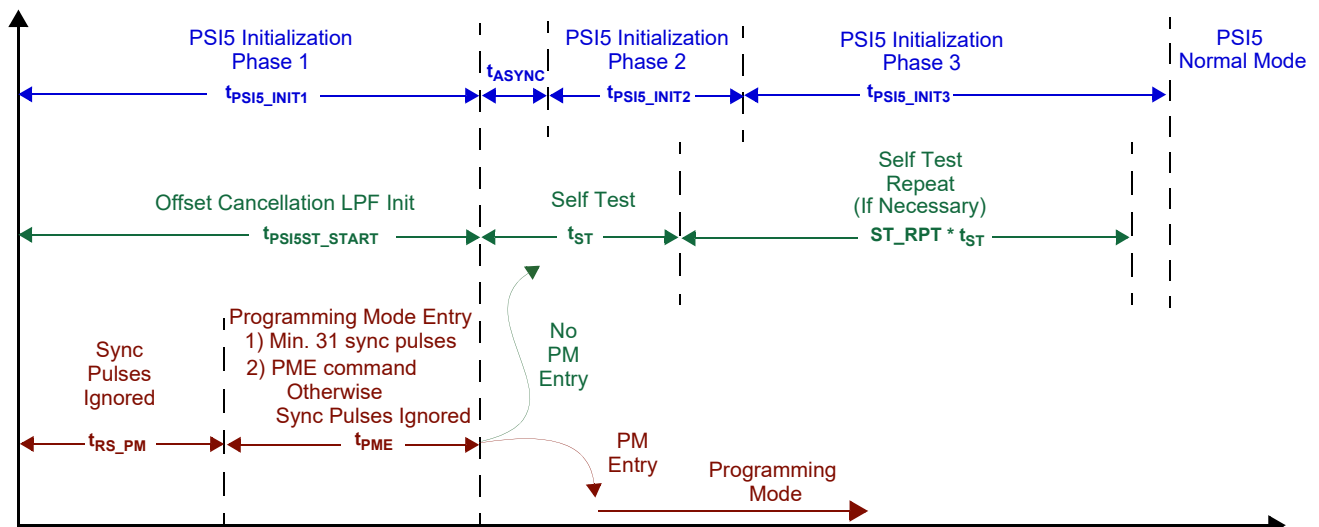 PSI5 Initialization
Phase 1
tPSI5_INIT1
tASYNC
PSI5 Initialization
Phase 2
tPSI5_INIT2
PSI5 Initialization
Phase 3
tPSI5_INIT3
PSI5
Normal Mode
Offset Cancellation LPF Init
tPSI5ST_START
Self Test
tST
Self Test
Repeat
(If Necessary)
ST_RPT * tST
Sync
Pulses
Ignored
tRS_PM
Programming Mode Entry
1) Min. 31 sync pulses
2) PME command
Otherwise
Sync Pulses Ignored
tPME
No
PM
Entry
PM
Entry
Programming
Mode